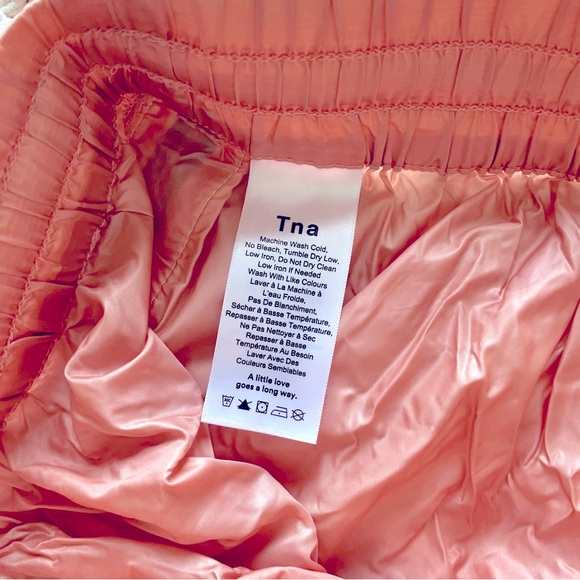 Tna
Machine Wash Cold,
No Bleach, Tumble Dry Low,
Low Iron, Do Not Dry Clean
Low Iron If Needed
Wash With Like Colours
Laver à La Machine à
L'eau Froide,
Pas De Blanchiment,
Sécher à Basse Température,
Repasser à Basse Température,
Ne Pas Nettoyer à Sec
Repasser à Basse
Température Au Besoin
Laver Avec Des
Couleurs Semblables
A little love
goes a long way.